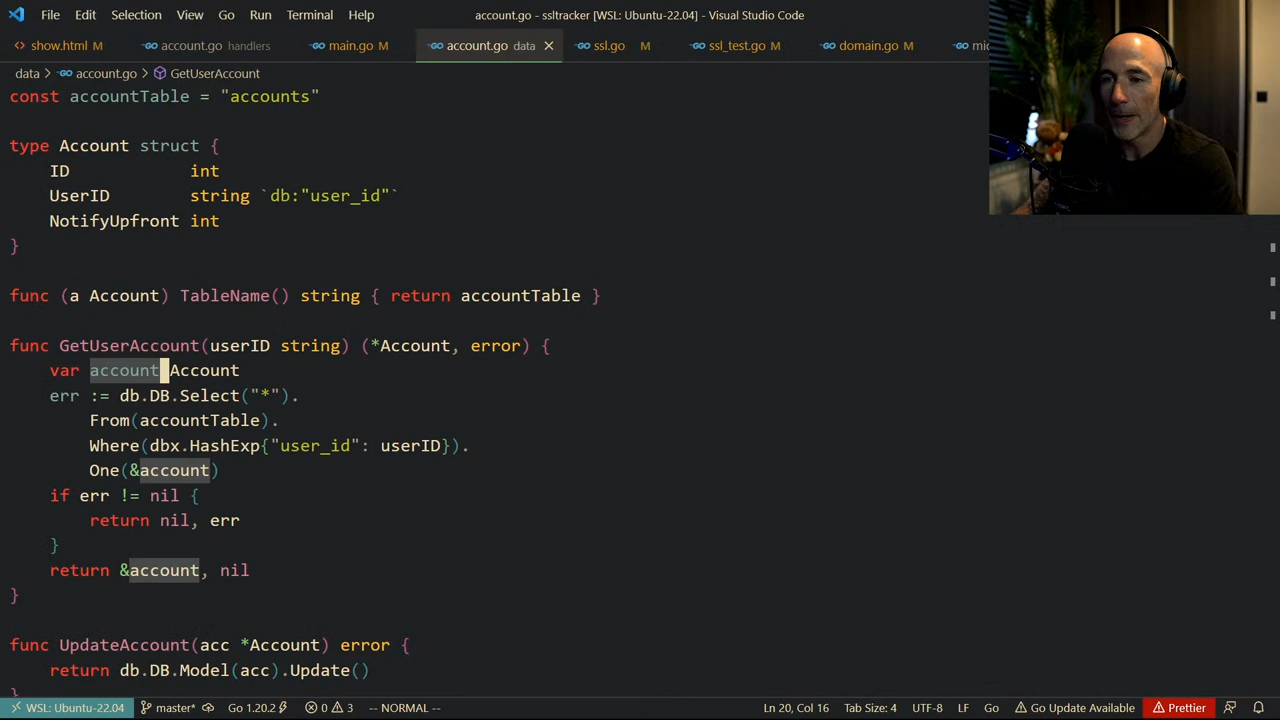 File Edit Selection View Go Run Terminal Help account.go - ssltracker [WSL: Ubuntu-22.04] - Visual Studio Code
<> show.html M account.go handlers main.go M account.go data × ssl.go M ssl_test.go M domain.go M
data > account.go > GetUserAccount
const accountTable = "accounts"
type Account struct {
ID int
UserID string `db:"user_id"`
NotifyUpfront int
}
func (a Account) TableName() string { return accountTable }
func GetUserAccount(userID string) (*Account, error) {
var account Account
err := db.DB.Select("*").
From(accountTable).
Where(dbx.HashExp{"user_id": userID}).
One(&account)
if err != nil {
return nil, err
}
return &account, nil
}
func UpdateAccount(acc *Account) error {
return db.DB.Model(acc).Update()
}
WSL: Ubuntu-22.04 master* Go 1.20.2 0 3 -- NORMAL -- Ln 20, Col 16 Tab Size: 4 UTF-8 LF Go Go Update Available Prettier